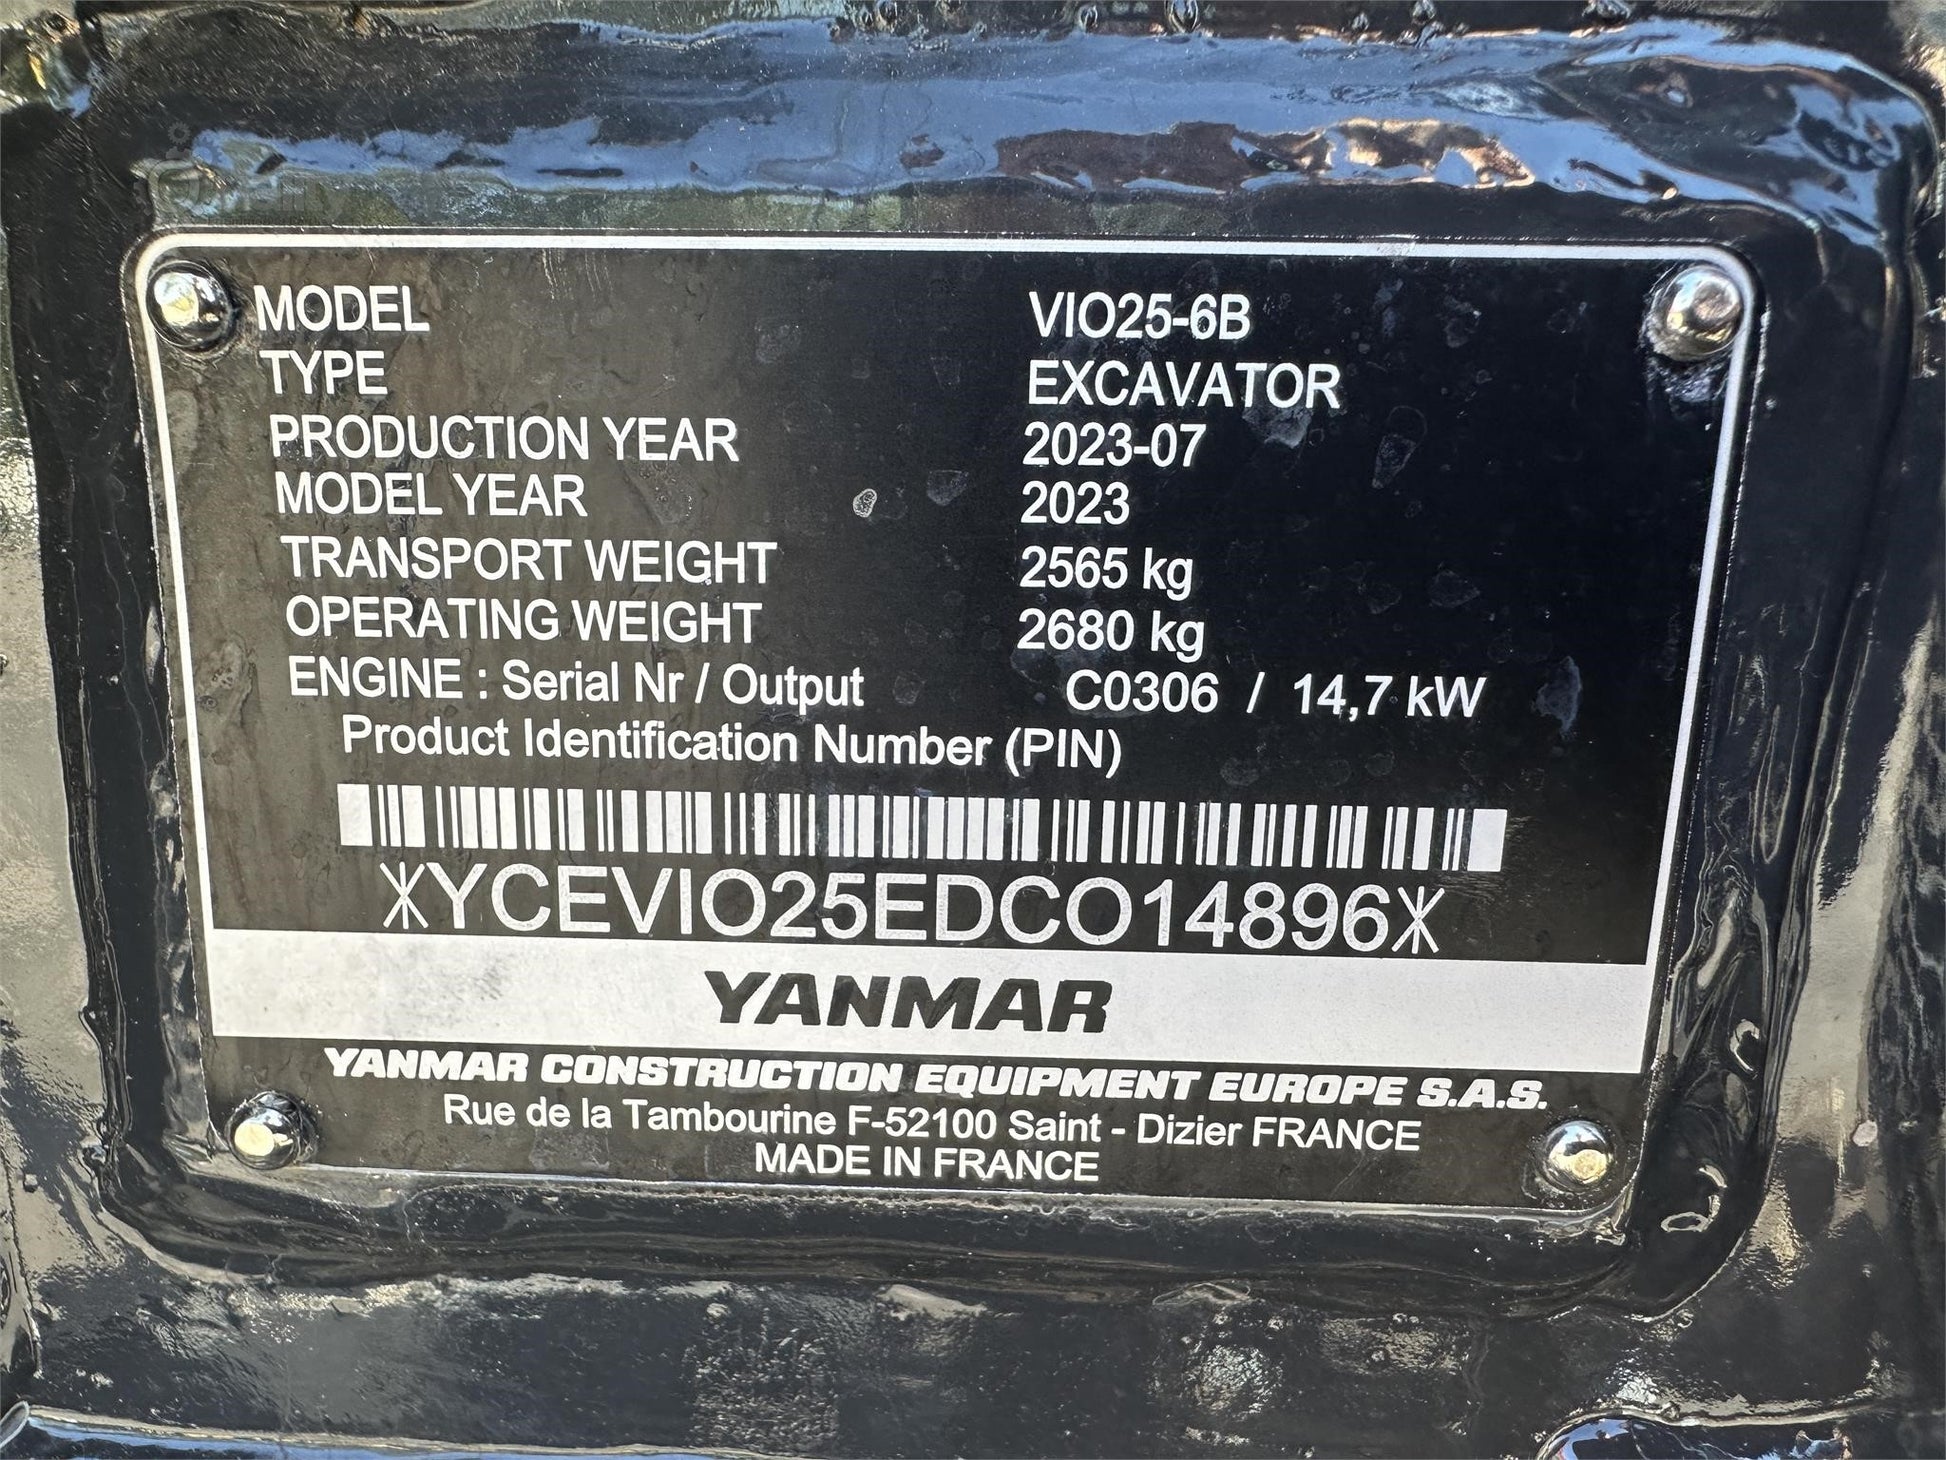 MODEL VIO25-6B
TYPE EXCAVATOR
PRODUCTION YEAR 2023-07
MODEL YEAR 2023
TRANSPORT WEIGHT 2565 kg
OPERATING WEIGHT 2680 kg
ENGINE : Serial Nr / Output C0306 / 14,7 kW
Product Identification Number (PIN)
YCEVIO25EDCO14896
YANMAR
YANMAR CONSTRUCTION EQUIPMENT EUROPE S.A.S.
Rue de la Tambourine F-52100 Saint - Dizier FRANCE
MADE IN FRANCE